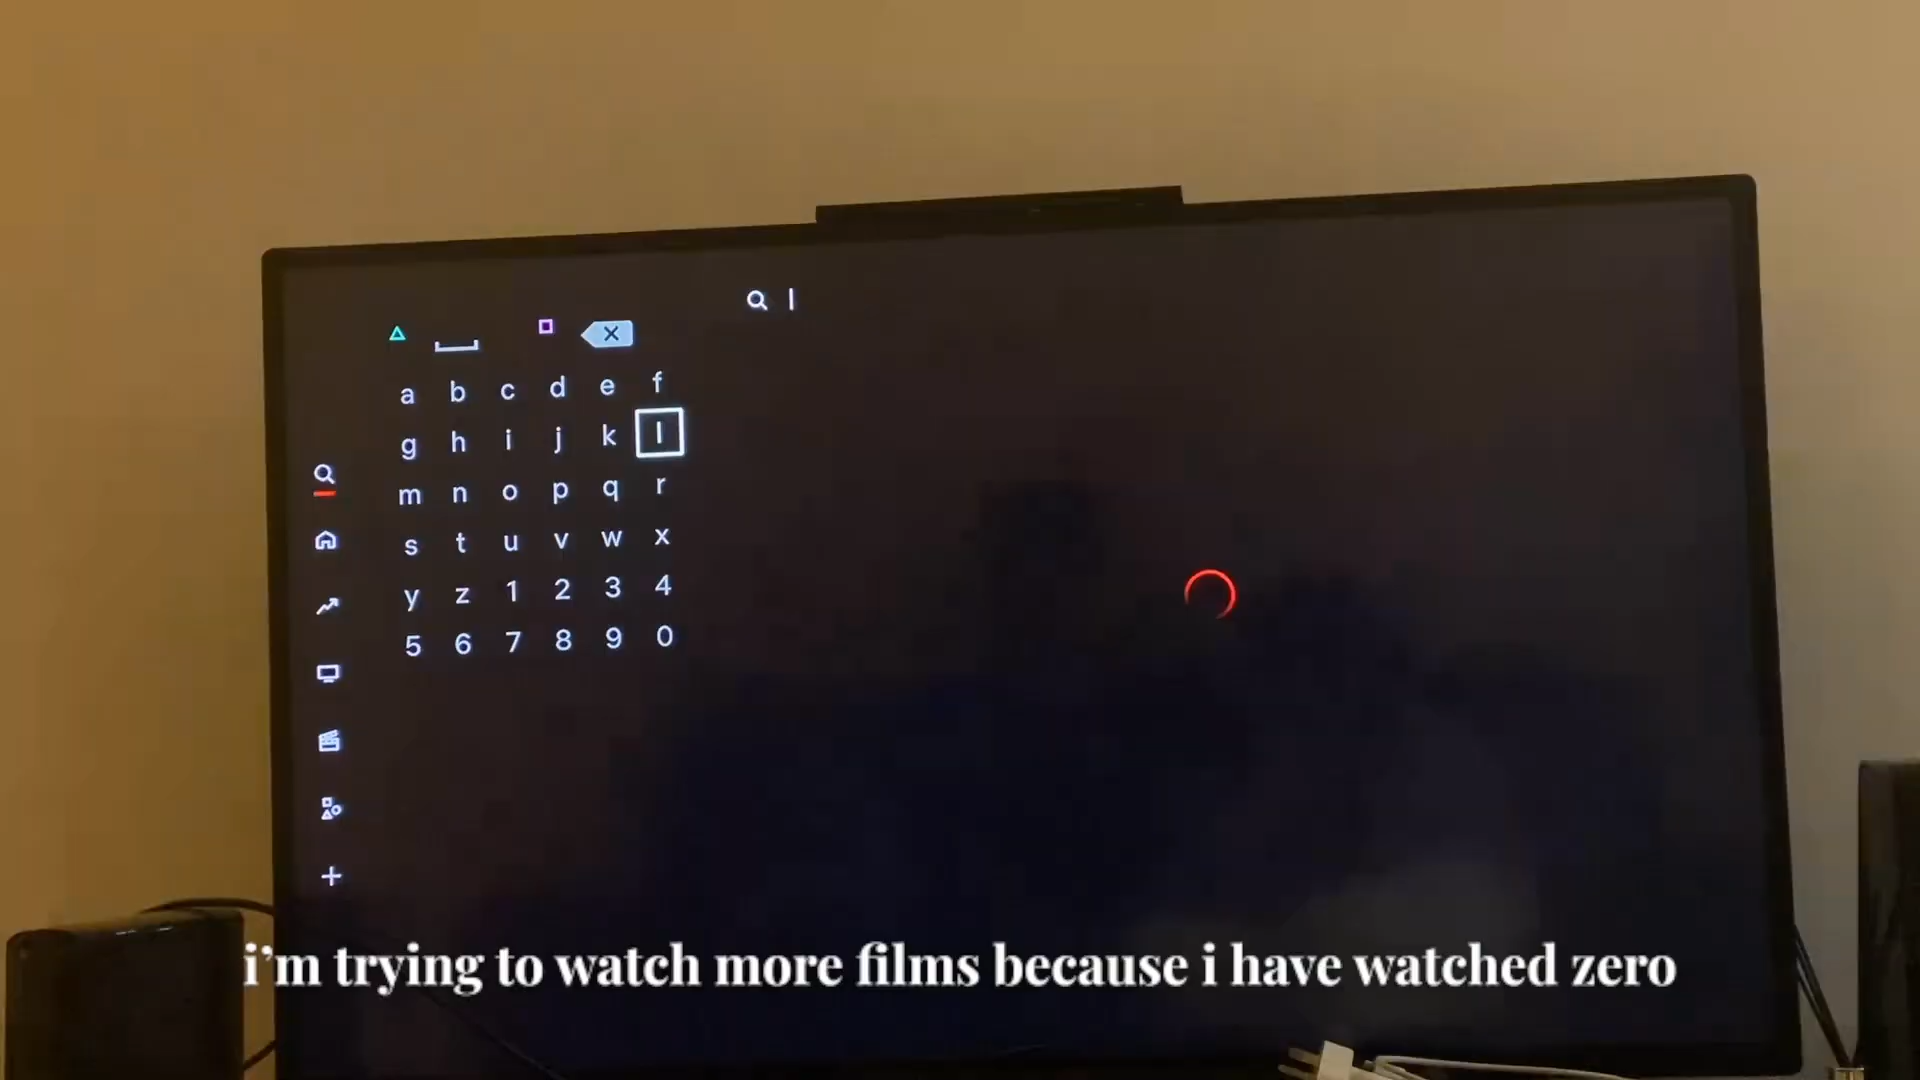 l
a b c d e f
g h i j k l
m n o p q r
s t u v w x
y z 1 2 3 4
5 6 7 8 9 0
i'm trying to watch more films because i have watched zero